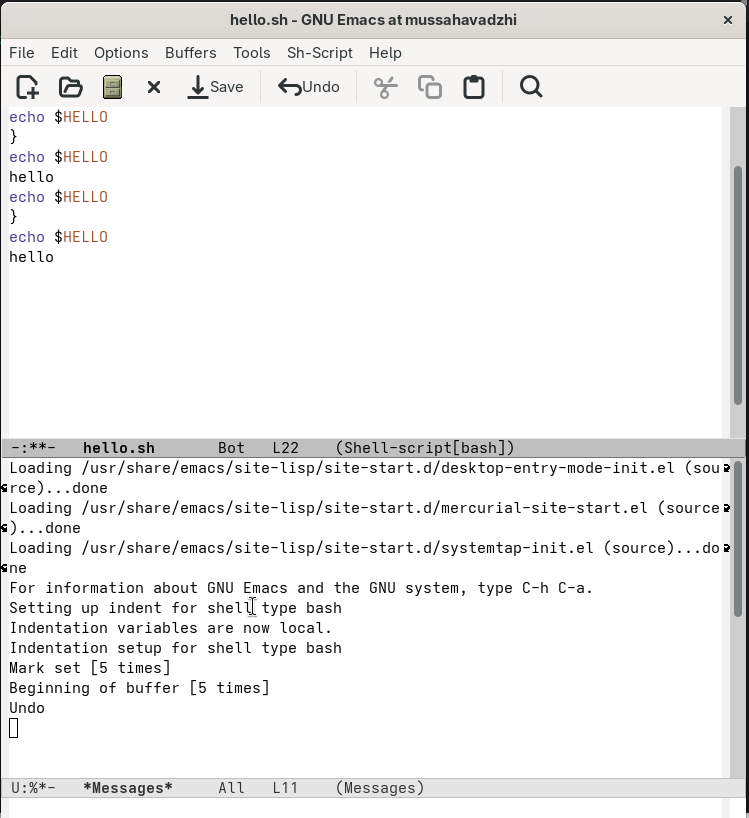 hello.sh - GNU Emacs at mussahavadzhi
File Edit Options Buffers Tools Sh-Script Help
Save Undo
echo $HELLO
}
echo $HELLO
hello
echo $HELLO
}
echo $HELLO
hello
-:**- hello.sh Bot L22 (Shell-script[bash])
Loading /usr/share/emacs/site-lisp/site-start.d/desktop-entry-mode-init.el (sou
rce)...done
Loading /usr/share/emacs/site-lisp/site-start.d/mercurial-site-start.el (source
)...done
Loading /usr/share/emacs/site-lisp/site-start.d/systemtap-init.el (source)...do
ne
For information about GNU Emacs and the GNU system, type C-h C-a.
Setting up indent for shell type bash
Indentation variables are now local.
Indentation setup for shell type bash
Mark set [5 times]
Beginning of buffer [5 times]
Undo
U:%*- *Messages* All L11 (Messages)